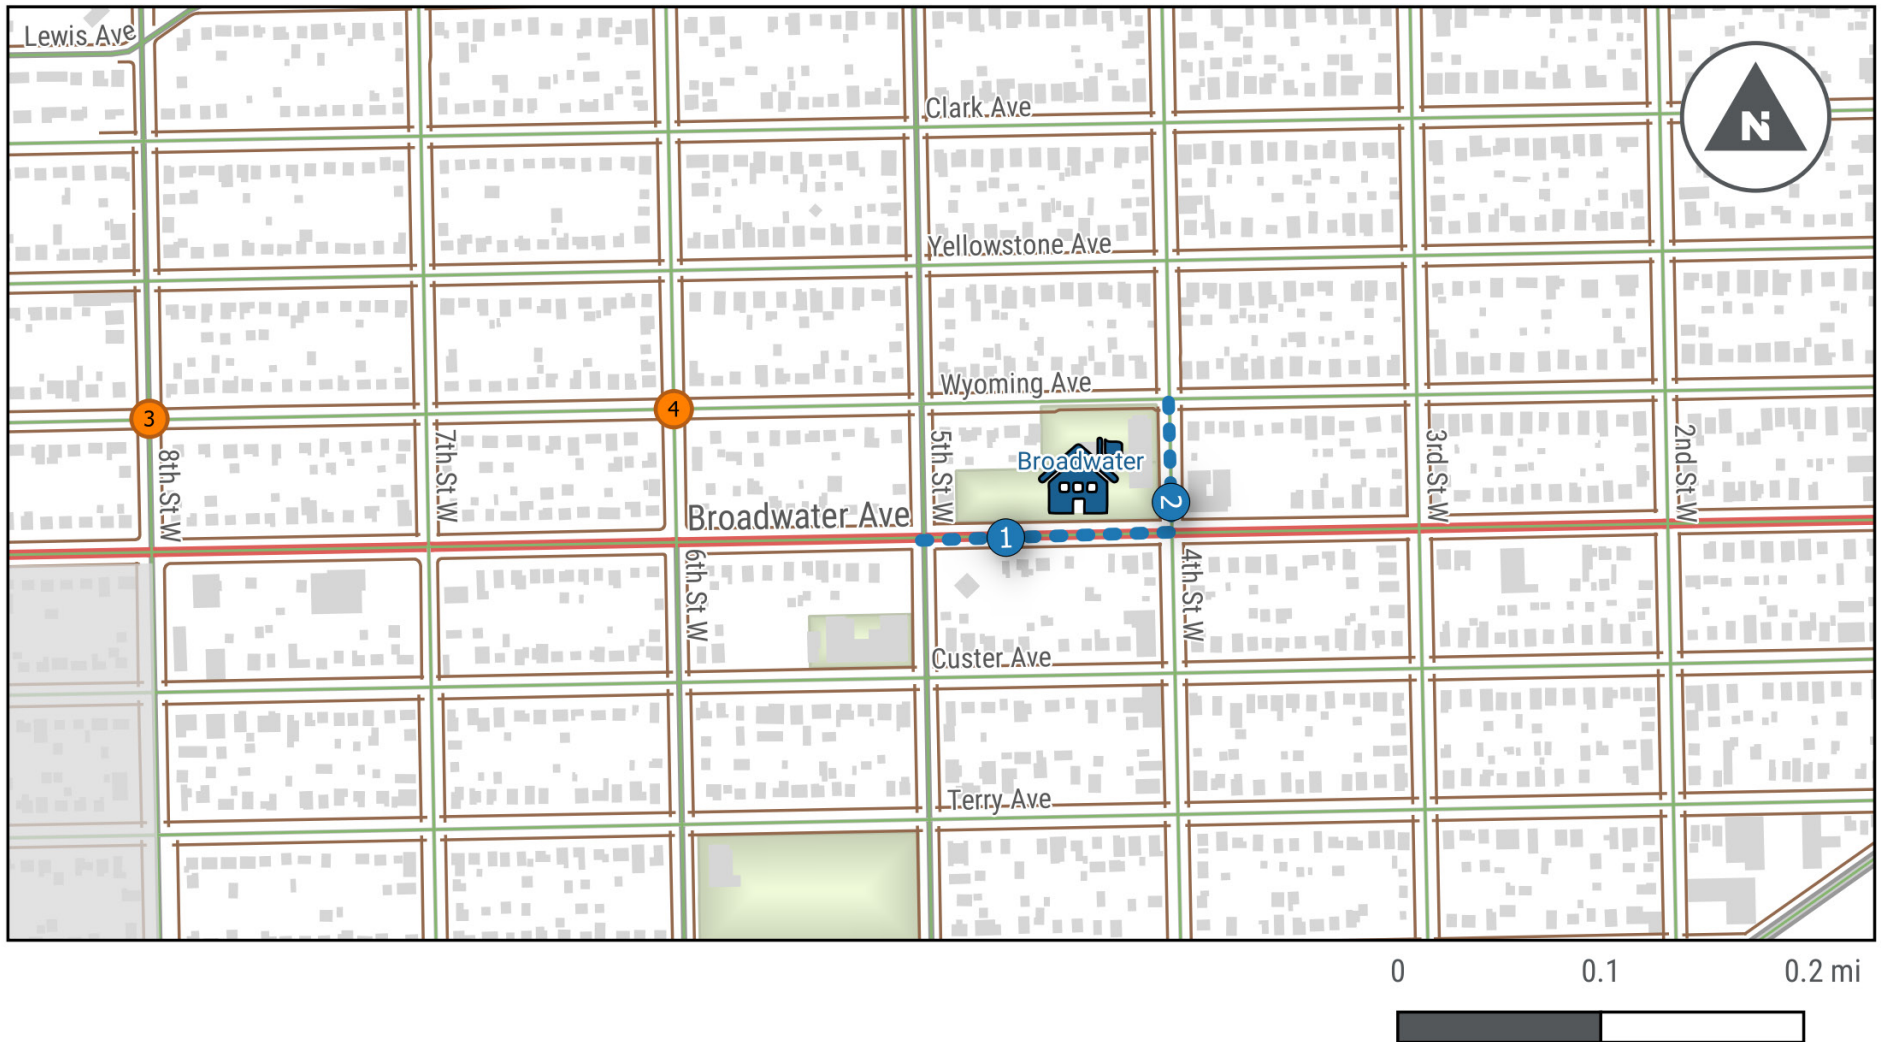 Lewis Ave
N
Clark Ave
Yellowstone Ave
Wyoming Ave
3
4
8th St W
7th St W
5th St W
Broadwater
3rd St W
2nd St W
2
Broadwater Ave
1
6th St W
4th St W
Custer Ave
Terry Ave
0 0.1 0.2 mi